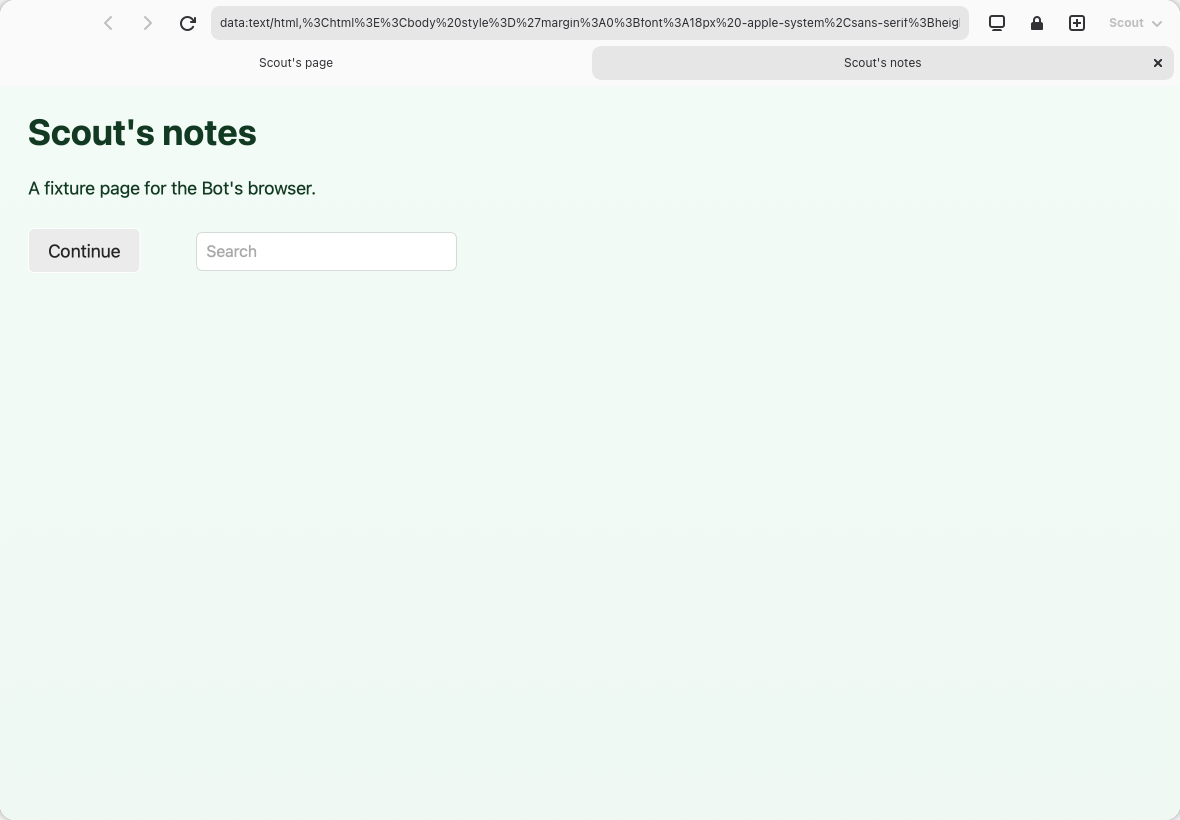 data:text/html,%3Chtml%3E%3Cbody%20style%3D%27margin%3A0%3Bfont%3A18px%20-apple-system%2Csans-serif%3Bheig
Scout
Scout's page
Scout's notes
Scout's notes
A fixture page for the Bot's browser.
Continue
Search